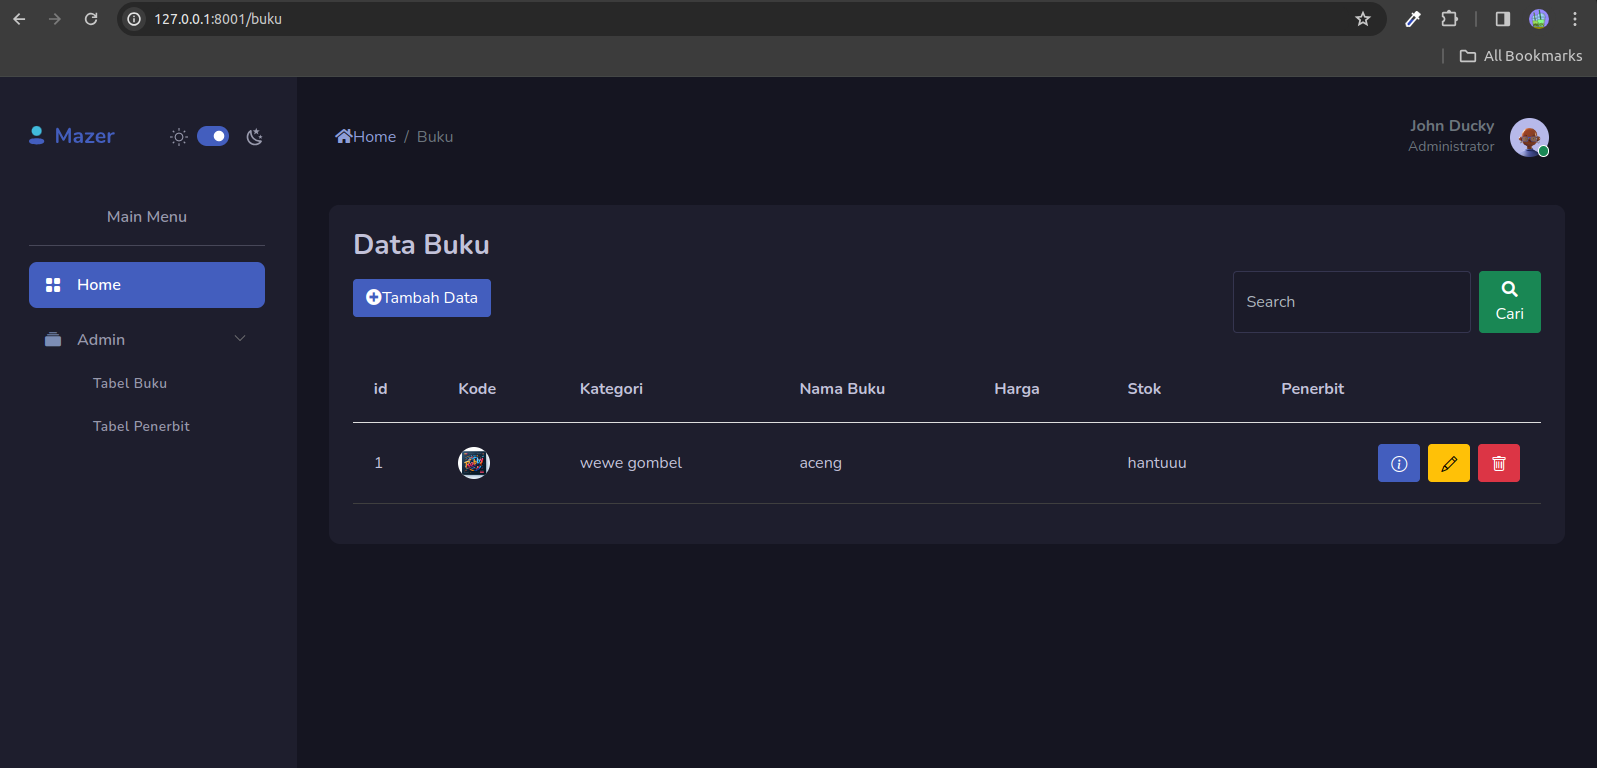 127.0.0.1:8001/buku
All Bookmarks
Mazer
Home / Buku
John Ducky
Administrator
Main Menu
Home
Admin
Tabel Buku
Tabel Penerbit
Data Buku
Tambah Data
Search
Cari
id Kode Kategori Nama Buku Harga Stok Penerbit
1 wewe gombel aceng hantuuu